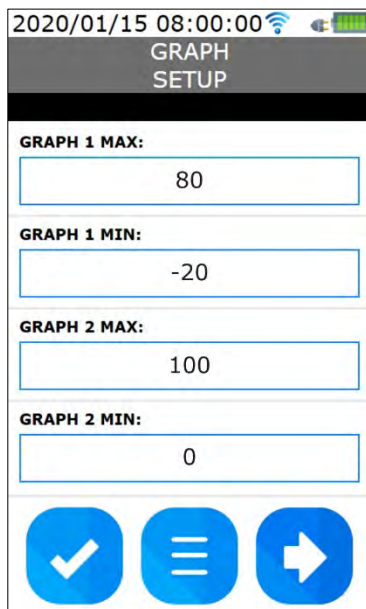 2020/01/15 08:00:00
GRAPH
SETUP
GRAPH 1 MAX:
80
GRAPH 1 MIN:
-20
GRAPH 2 MAX:
100
GRAPH 2 MIN:
0